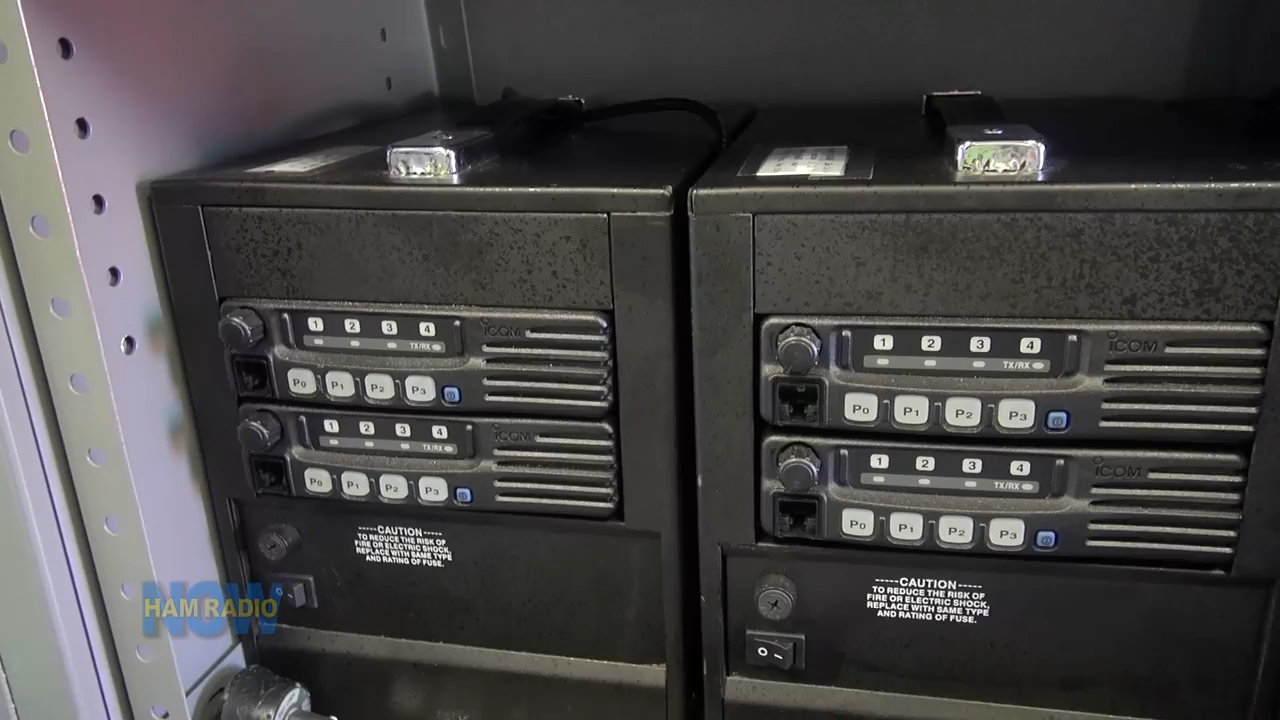 1 2 3 4
TX/RX
iCOM
P0 P1 P2 P3
1 2 3 4
TX/RX
iCOM
P0 P1 P2 P3
-----CAUTION-----
TO REDUCE THE RISK OF
FIRE OR ELECTRIC SHOCK,
REPLACE WITH SAME TYPE
AND RATING OF FUSE.
1 2 3 4
TX/RX
iCOM
P0 P1 P2 P3
1 2 3 4
TX/RX
iCOM
P0 P1 P2 P3
-----CAUTION-----
TO REDUCE THE RISK OF
FIRE OR ELECTRIC SHOCK,
REPLACE WITH SAME TYPE
AND RATING OF FUSE.
HAM RADIO
NOW